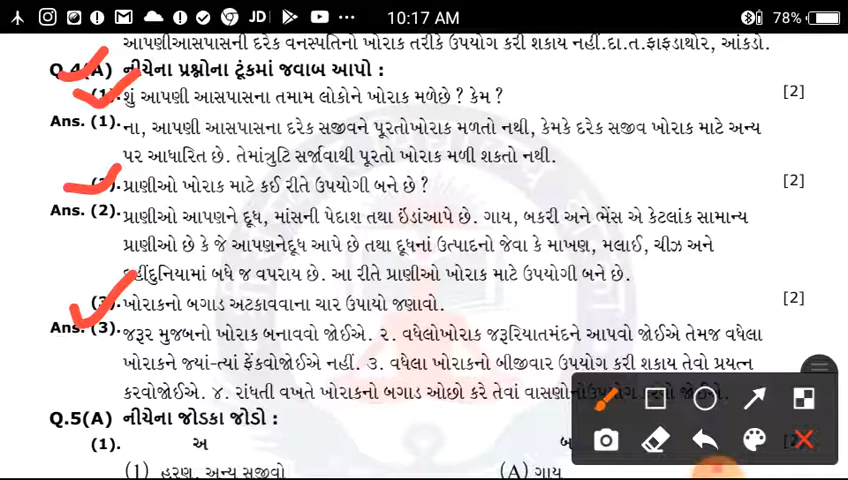 JD 10:17 AM 78%
આપણીઆસપાસની દરેક વનસ્પતિનો ખોરાક તરીકે ઉપયોગ કરી શકાય નહીં.દા.ત.ફાફડાથોર, આંકડો.
Q.4(A) નીચેના પ્રશ્નોના ટૂંકમાં જવાબ આપો :
(1). શું આપણી આસપાસના તમામ લોકોને ખોરાક મળેછે ? કેમ ? [2]
Ans. (1). ના, આપણી આસપાસના દરેક સજીવને પૂરતોખોરાક મળતો નથી, કેમકે દરેક સજીવ ખોરાક માટે અન્ય
પર આધારિત છે. તેમાંત્રુટિ સર્જાવાથી પૂરતો ખોરાક મળી શકતો નથી.
પ્રાણીઓ ખોરાક માટે કઈ રીતે ઉપયોગી બને છે ? [2]
Ans. (2). પ્રાણીઓ આપણને દૂધ, માંસની પેદાશ તથા ઈંડાંઆપે છે. ગાય, બકરી અને ભેંસ એ કેટલાંક સામાન્ય
પ્રાણીઓ છે કે જે આપણનેદૂધ આપે છે તથા દૂધનાં ઉત્પાદનો જેવા કે માખણ, મલાઈ, ચીઝ અને
દહીંદુનિયામાં બધે જ વપરાય છે. આ રીતે પ્રાણીઓ ખોરાક માટે ઉપયોગી બને છે.
(3). ખોરાકનો બગાડ અટકાવવાના ચાર ઉપાયો જણાવો. [2]
Ans. (3). જરૂર મુજબનો ખોરાક બનાવવો જોઈએ. ૨. વધેલોખોરાક જરૂરિયાતમંદને આપવો જોઈએ તેમજ વધેલા
ખોરાકને જ્યાં-ત્યાં ફેંકવોજોઈએ નહીં. ૩. વધેલા ખોરાકનો બીજીવાર ઉપયોગ કરી શકાય તેવો પ્રયત્ન
કરવોજોઈએ. ૪. રાંધતી વખતે ખોરાકનો બગાડ ઓછો કરે તેવાં વાસણોનો
Q.5(A) નીચેના જોડકા જોડો :
(1). અ બ
(1) હરણ, અન્ય સજીવો (A) ગાય